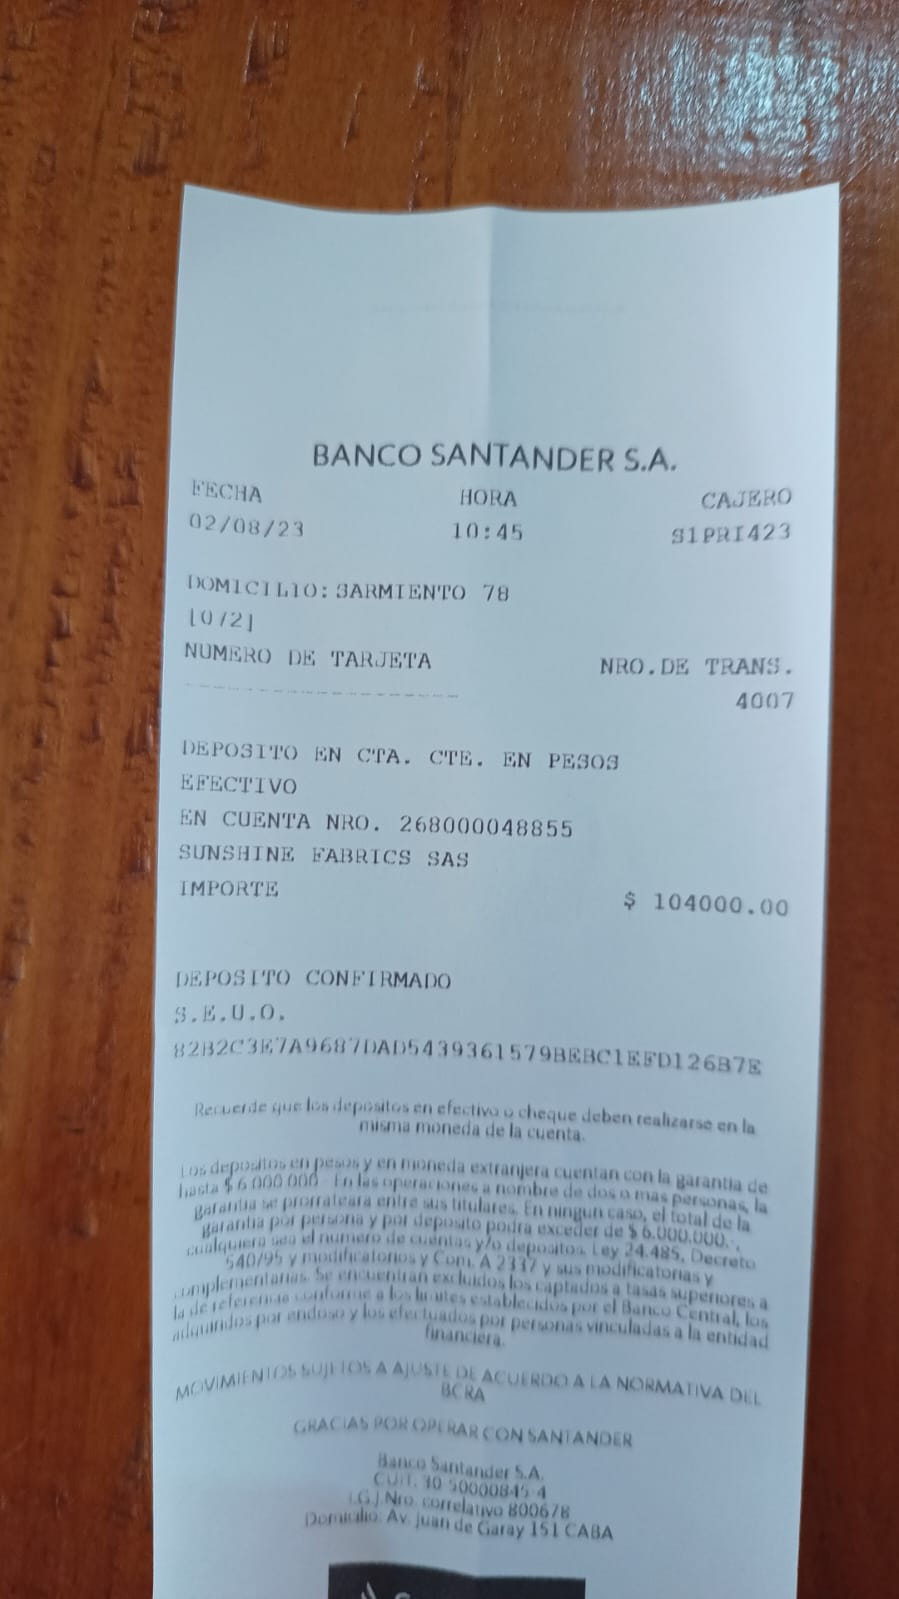 BANCO SANTANDER S.A.
FECHA HORA CAJERO
02/08/23 10:45 S1PRI423
DOMICILIO: SARMIENTO 78
[072]
NUMERO DE TARJETA NRO.DE TRANS.
4007
DEPOSITO EN CTA. CTE. EN PESOS
EFECTIVO
EN CUENTA NRO. 268000048855
SUNSHINE FABRICS SAS
IMPORTE $ 104000.00
DEPOSITO CONFIRMADO
S.E.U.O.
82B2C3E7A9687DAD5439361579BEBC1EFD126B7E
Recuerde que los depositos en efectivo o cheque deben realizarse en la
misma moneda de la cuenta.
Los depositos en pesos y en moneda extranjera cuentan con la garantia de
hasta $ 6.000.000 - En las operaciones a nombre de dos o mas personas, la
garantia se prorrateara entre sus titulares. En ningun caso, el total de la
garantia por persona y por deposito podra exceder de $ 6.000.000.-,
cualquiera sea el numero de cuentas y/o depositos. Ley 24.485, Decreto
540/95 y modificatorios y Com. A 2337 y sus modificatorias y
complementarias. Se encuentran excluidos los captados a tasas superiores a
la de referencia conforme a los limites establecidos por el Banco Central, los
adquiridos por endoso y los efectuados por personas vinculadas a la entidad
financiera.
MOVIMIENTOS SUJETOS A AJUSTE DE ACUERDO A LA NORMATIVA DEL
BCRA
GRACIAS POR OPERAR CON SANTANDER
Banco Santander S.A.
CUIT. 30-50000845-4
I.G.J.Nro. correlativo 800678
Domicilio: Av. Juan de Garay 151 CABA